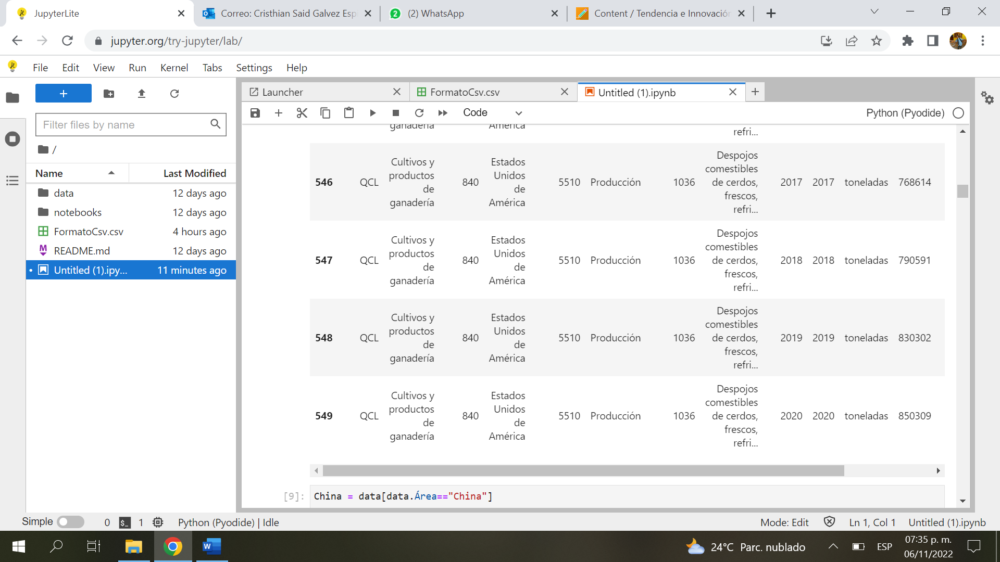 JupyterLite
Correo: Cristhian Said Galvez Esp
2
(2) WhatsApp
Content / Tendencia e Innovación
jupyter.org/try-jupyter/lab/
File Edit View Run Kernel Tabs Settings Help
Launcher
FormatoCsv.csv
Untitled (1).ipynb
Code
Python (Pyodide)
Filter files by name
/
Name Last Modified
data 12 days ago
notebooks 12 days ago
FormatoCsv.csv 4 hours ago
README.md 12 days ago
Untitled (1).ipy... 11 minutes ago
ganadería América refri...
546 QCL Cultivos y productos de ganadería 840 Estados Unidos de América 5510 Producción 1036 Despojos comestibles de cerdos, frescos, refri... 2017 2017 toneladas 768614
547 QCL Cultivos y productos de ganadería 840 Estados Unidos de América 5510 Producción 1036 Despojos comestibles de cerdos, frescos, refri... 2018 2018 toneladas 790591
548 QCL Cultivos y productos de ganadería 840 Estados Unidos de América 5510 Producción 1036 Despojos comestibles de cerdos, frescos, refri... 2019 2019 toneladas 830302
549 QCL Cultivos y productos de ganadería 840 Estados Unidos de América 5510 Producción 1036 Despojos comestibles de cerdos, frescos, refri... 2020 2020 toneladas 850309
[9]: China = data[data.Área=="China"]
Simple 0 $_ 1 Python (Pyodide) | Idle Mode: Edit Ln 1, Col 1 Untitled (1).ipynb
24°C Parc. nublado ESP
07:35 p. m.
06/11/2022